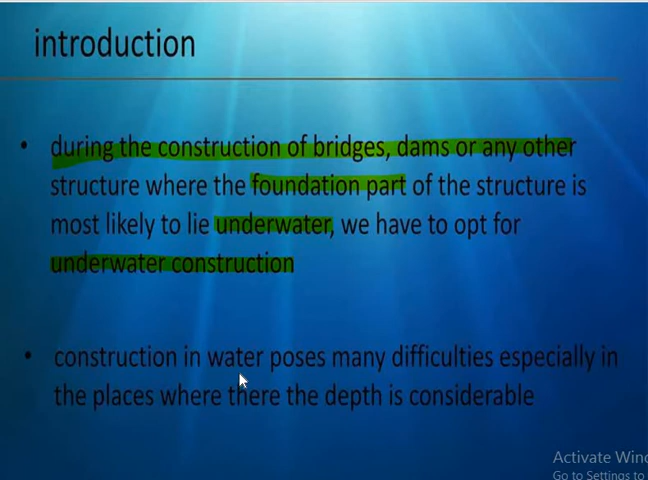 introduction
• during the construction of bridges, dams or any other
structure where the foundation part of the structure is
most likely to lie underwater, we have to opt for
underwater construction
• construction in water poses many difficulties especially in
the places where there the depth is considerable
Activate Wind
Go to Settings to